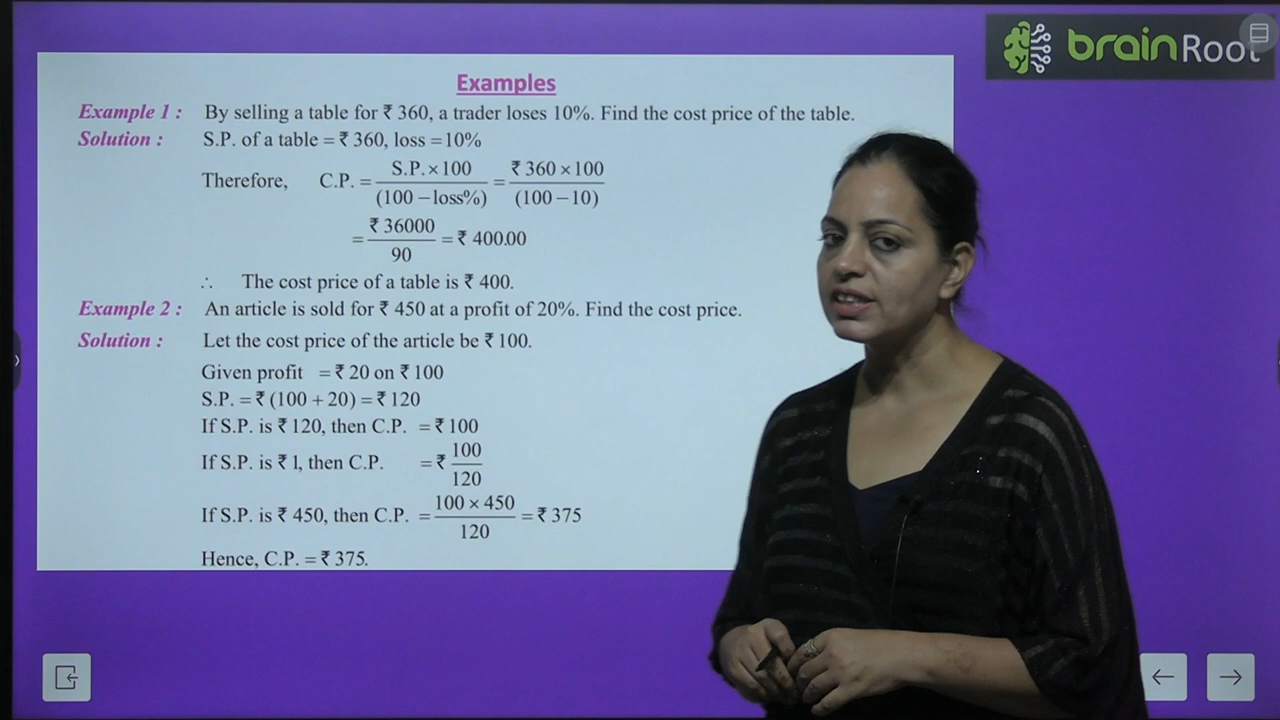 brainRoot
Examples
Example 1 : By selling a table for ₹ 360, a trader loses 10%. Find the cost price of the table.
Solution : S.P. of a table = ₹ 360, loss =10%
Therefore, C.P. = S.P. × 100 / (100 – loss%) = ₹ 360 × 100 / (100 – 10)
= ₹ 36000 / 90 = ₹ 400.00
∴ The cost price of a table is ₹ 400.
Example 2 : An article is sold for ₹ 450 at a profit of 20%. Find the cost price.
Solution : Let the cost price of the article be ₹ 100.
Given profit = ₹ 20 on ₹ 100
S.P. = ₹ (100 + 20) = ₹ 120
If S.P. is ₹ 120, then C.P. = ₹ 100
If S.P. is ₹ 1, then C.P. = ₹ 100 / 120
If S.P. is ₹ 450, then C.P. = 100 × 450 / 120 = ₹ 375
Hence, C.P. = ₹ 375.